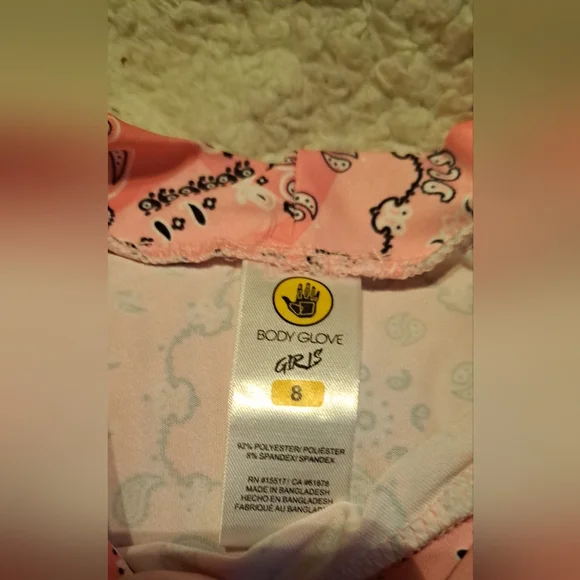 BODY GLOVE
GIRLS
8
92% POLYESTER/ POLIÉSTER
8% SPANDEX/ SPANDEX
RN #15517/ CA #61978
MADE IN BANGLADESH
HECHO EN BANGLADESH
FABRIQUÉ AU BANGLADESH